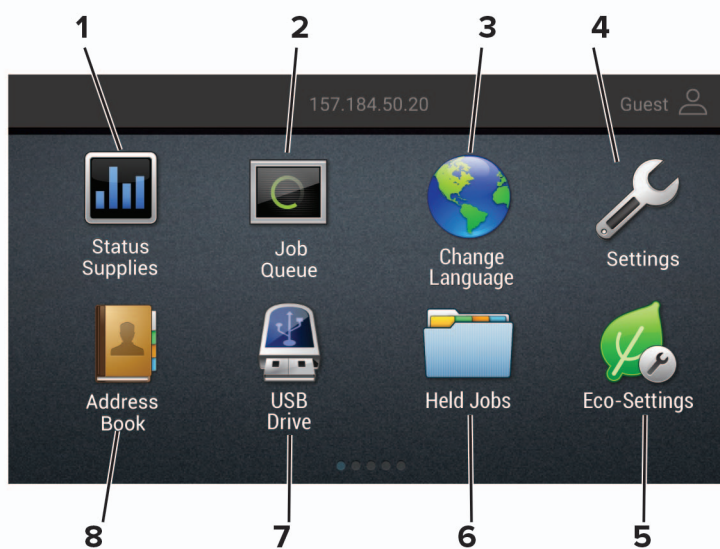 1 2 3 4
157.184.50.20 Guest
Status
Supplies
Job
Queue
Change
Language
Settings
Address
Book
USB
Drive
Held Jobs
Eco-Settings
8 7 6 5